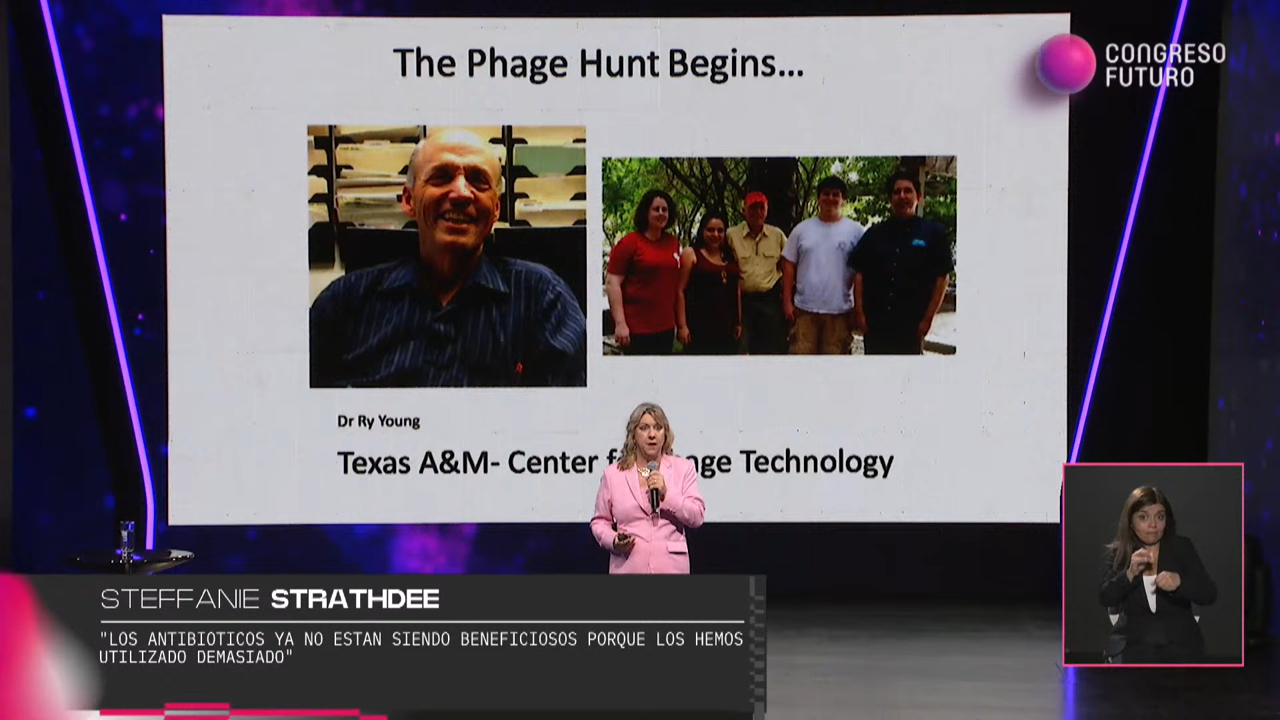 The Phage Hunt Begins...
CONGRESO
FUTURO
Dr Ry Young
Texas A&M- Center Technology
STEFFANIE STRATHDEE
"LOS ANTIBIOTICOS YA NO ESTAN SIENDO BENEFICIOSOS PORQUE LOS HEMOS
UTILIZADO DEMASIADO"